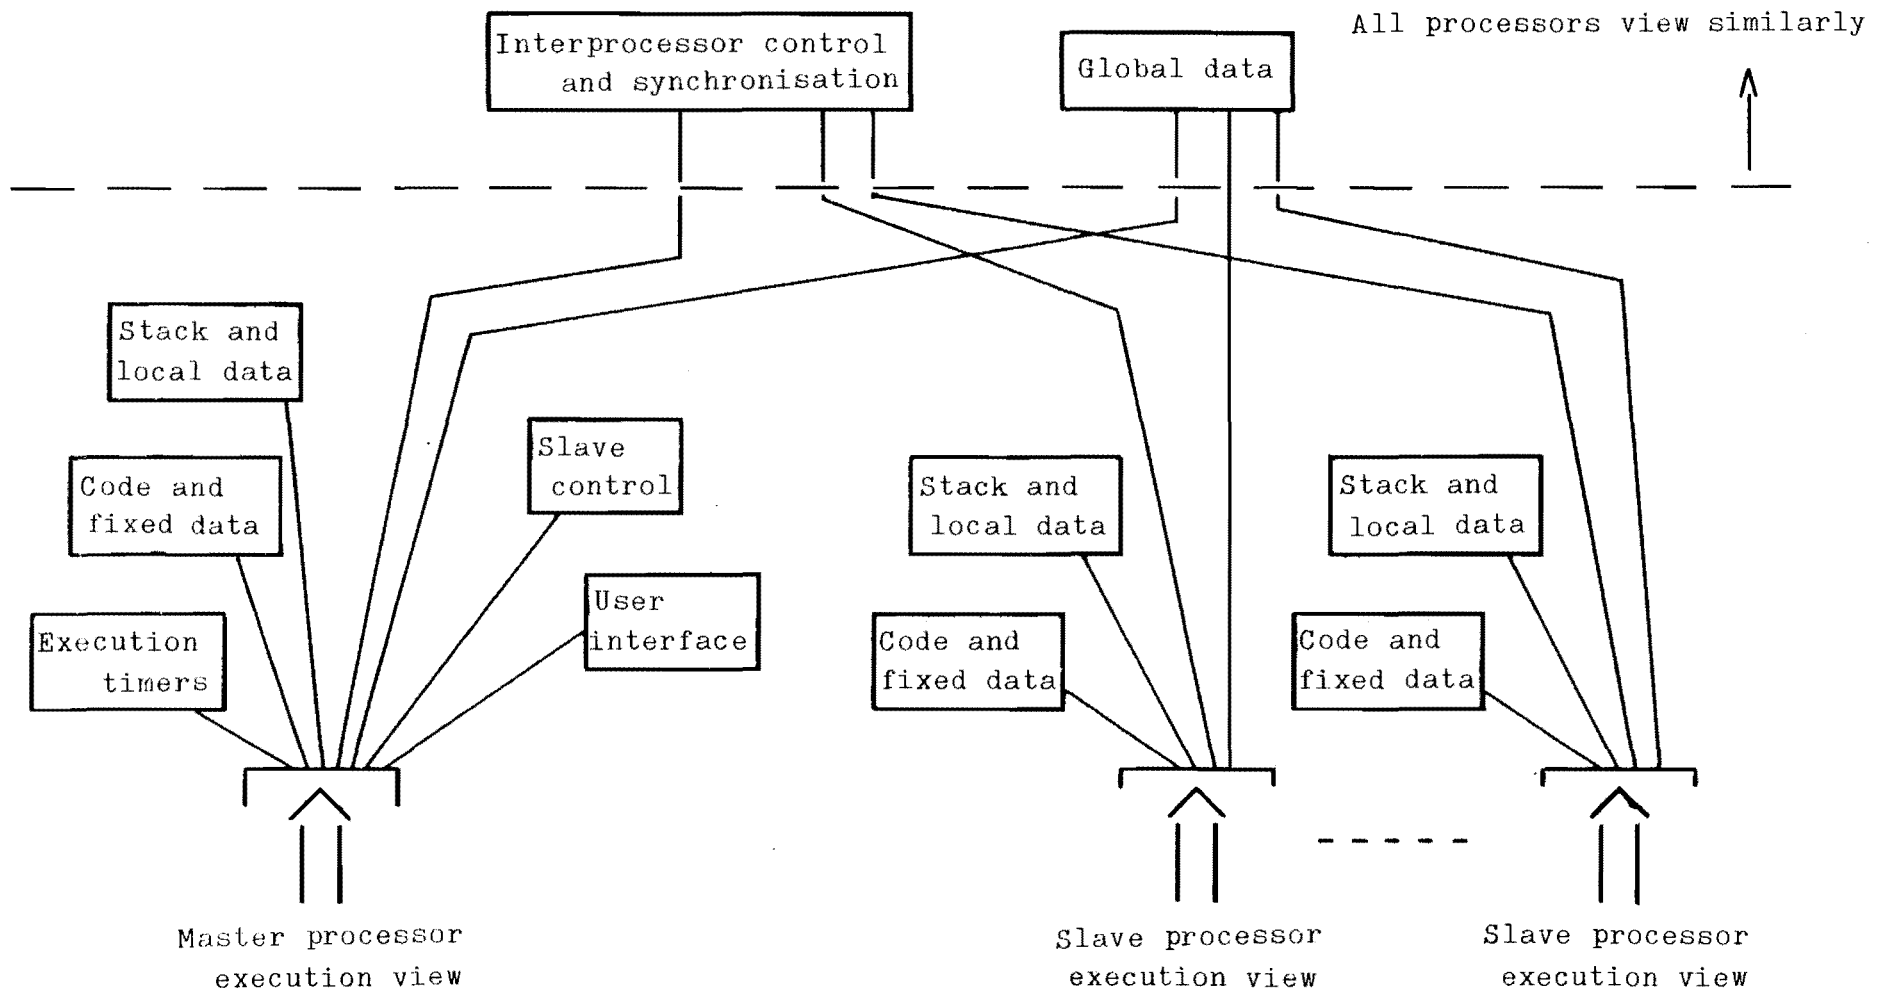 Interprocessor control
and synchronisation
Global data
All processors view similarly
Stack and
local data
Code and
fixed data
Execution
timers
Slave
control
User
interface
Stack and
local data
Code and
fixed data
Stack and
local data
Code and
fixed data
Master processor
execution view
Slave processor
execution view
Slave processor
execution view